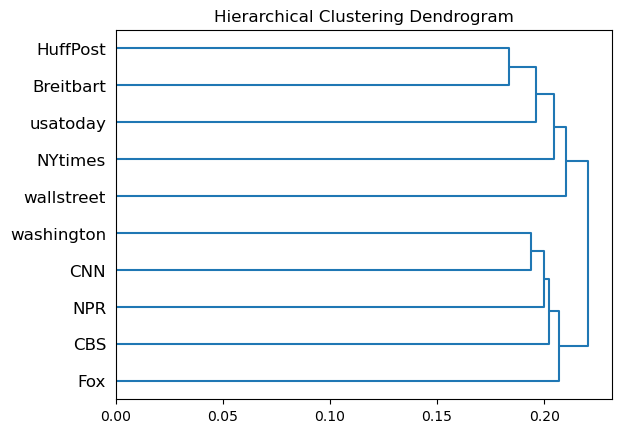 Hierarchical Clustering Dendrogram
HuffPost
Breitbart
usatoday
NYtimes
wallstreet
washington
CNN
NPR
CBS
Fox
0.00 0.05 0.10 0.15 0.20